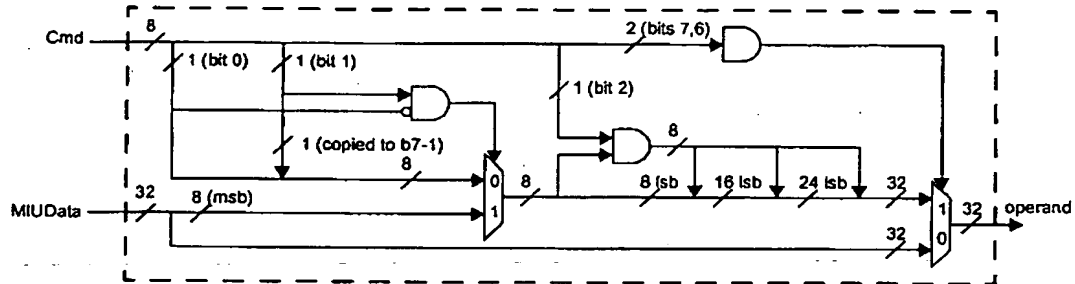 Cmd 8 2 (bits 7,6)
1 (bit 0) 1 (bit 1)
1 (bit 2)
1 (copied to b7-1) 8
8 0 8 8 lsb 16 lsb 24 lsb 32
MIUData 32 8 (msb) 1 1 32 operand
0
32